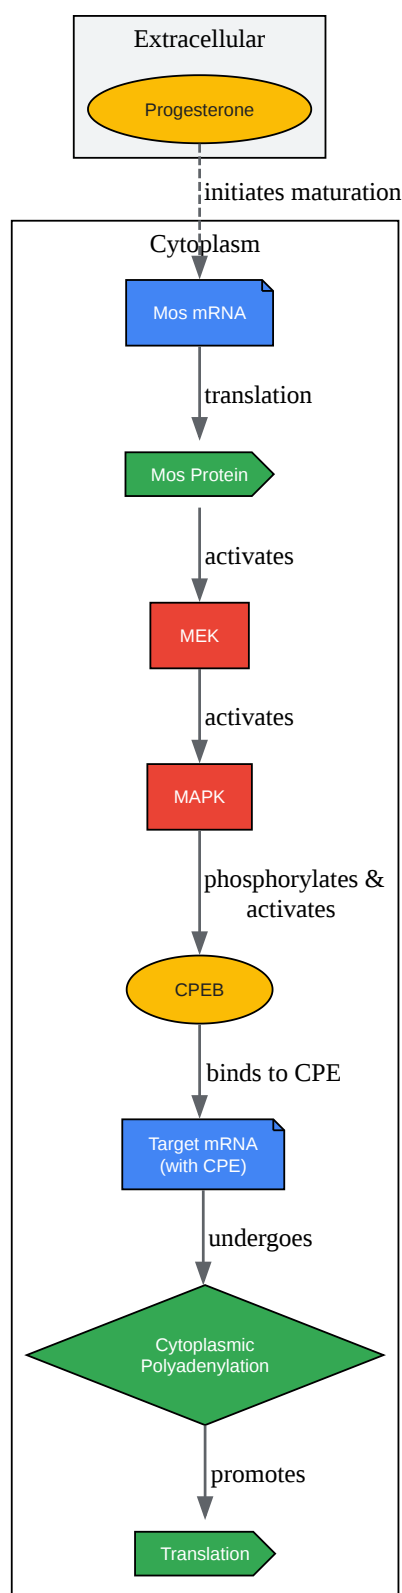 Extracellular
Progesterone
initiates maturation
Cytoplasm
Mos mRNA
translation
Mos Protein
activates
MEK
activates
MAPK
phosphorylates &
activates
CPEB
binds to CPE
Target mRNA
(with CPE)
undergoes
Cytoplasmic
Polyadenylation
promotes
Translation